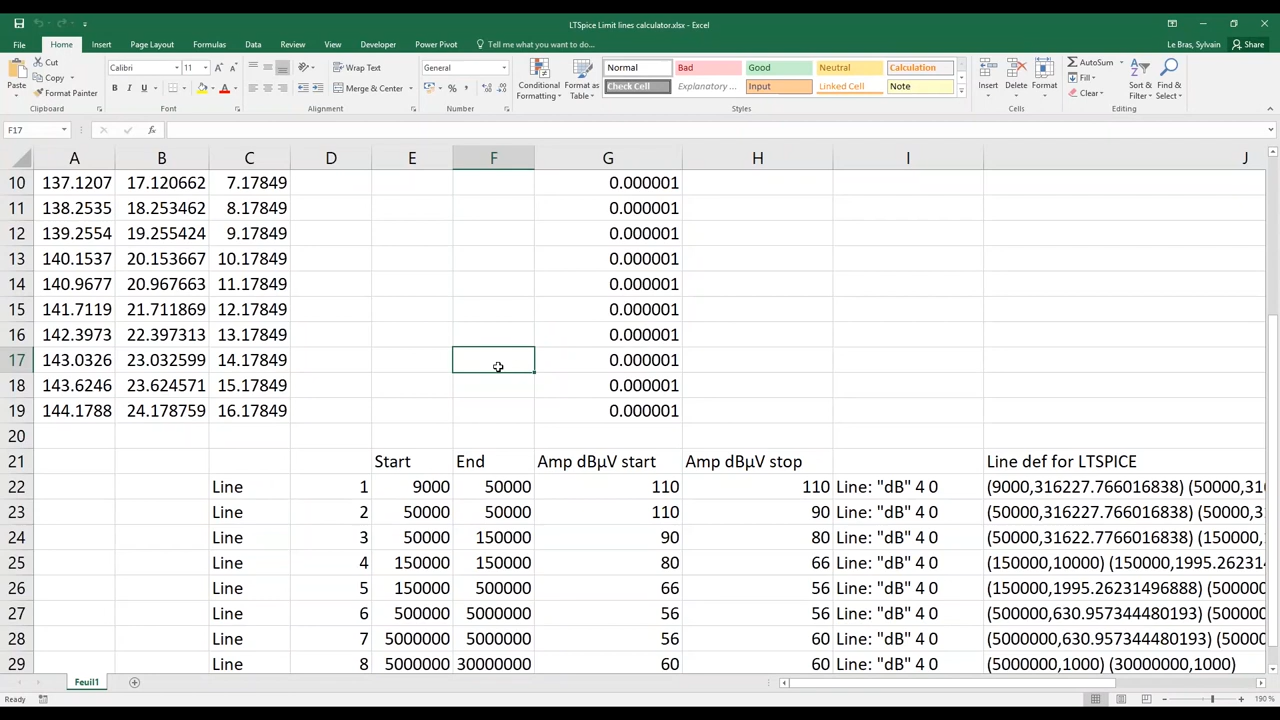 LTSpice Limit lines calculator.xlsx - Excel
File Home Insert Page Layout Formulas Data Review View Developer Power Pivot Tell me what you want to do... Le Bras, Sylvain Share
Cut Calibri 11 Wrap Text General Normal Bad Good Neutral Calculation AutoSum
Paste Copy Format Painter Merge & Center Conditional Formatting Format as Table Check Cell Explanatory ... Input Linked Cell Note Insert Delete Format Fill Clear Sort & Filter Find & Select
Clipboard Font Alignment Number Styles Cells Editing
F17 fx
A B C D E F G H I J
10 137.1207 17.120662 7.17849 0.000001
11 138.2535 18.253462 8.17849 0.000001
12 139.2554 19.255424 9.17849 0.000001
13 140.1537 20.153667 10.17849 0.000001
14 140.9677 20.967663 11.17849 0.000001
15 141.7119 21.711869 12.17849 0.000001
16 142.3973 22.397313 13.17849 0.000001
17 143.0326 23.032599 14.17849 0.000001
18 143.6246 23.624571 15.17849 0.000001
19 144.1788 24.178759 16.17849 0.000001
20
21 Start End Amp dBµV start Amp dBµV stop Line def for LTSPICE
22 Line 1 9000 50000 110 110 Line: "dB" 4 0 (9000,316227.766016838) (50000,31
23 Line 2 50000 50000 110 90 Line: "dB" 4 0 (50000,316227.766016838) (50000,3
24 Line 3 50000 150000 90 80 Line: "dB" 4 0 (50000,31622.7766016838) (150000,
25 Line 4 150000 150000 80 66 Line: "dB" 4 0 (150000,10000) (150000,1995.26231
26 Line 5 150000 500000 66 56 Line: "dB" 4 0 (150000,1995.26231496888) (50000
27 Line 6 500000 5000000 56 56 Line: "dB" 4 0 (500000,630.957344480193) (50000
28 Line 7 5000000 5000000 56 60 Line: "dB" 4 0 (5000000,630.957344480193) (5000
29 Line 8 5000000 30000000 60 60 Line: "dB" 4 0 (5000000,1000) (30000000,1000)
Feuil1
Ready 190 %